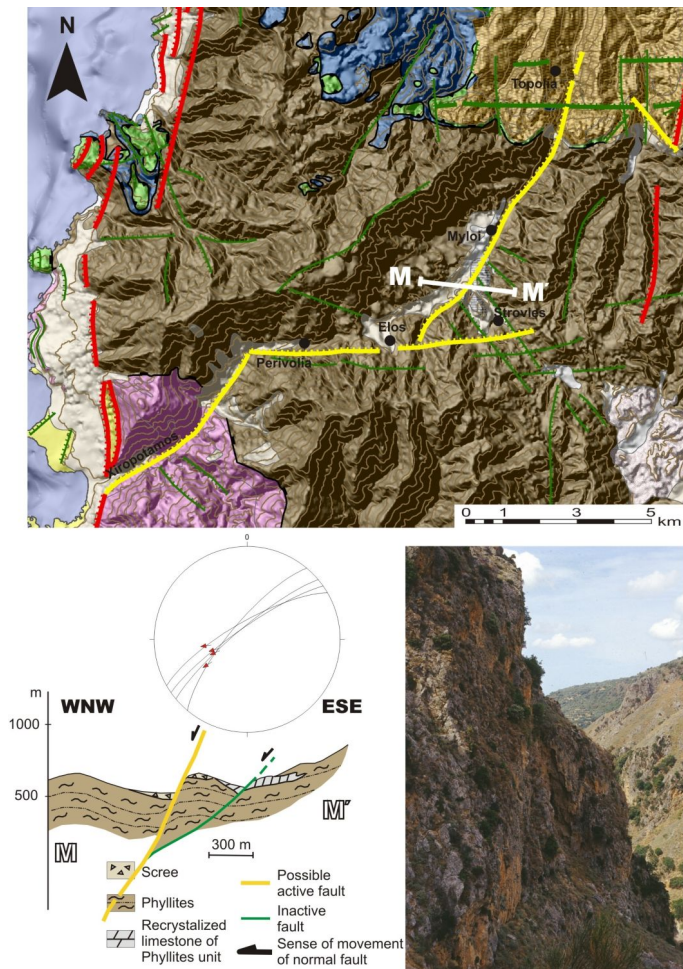 N
Topolia
Myloi
M
M'
Strovles
Elos
Perivolia
Xiropotamos
0 1 3 5
km
0
m
WNW
ESE
1000
500
M'
M
300 m
Scree
Phyllites
Recrystalized
limestone of
Phyllites unit
Possible
active fault
Inactive
fault
Sense of movement
of normal fault